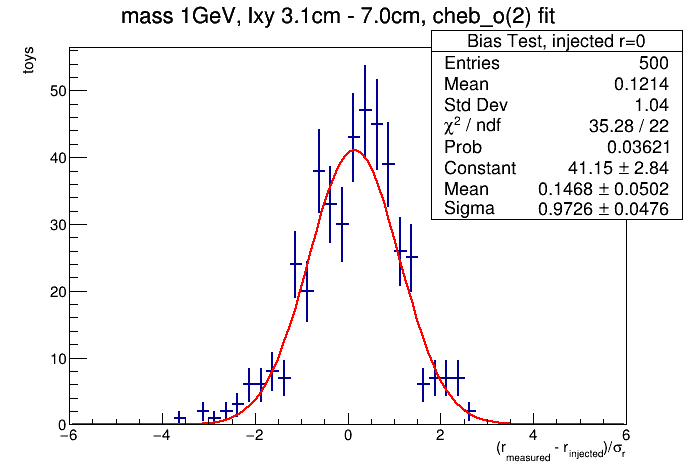 mass 1GeV, lxy 3.1cm - 7.0cm, cheb_o(2) fit
Bias Test, injected r=0
Entries 500
Mean 0.1214
Std Dev 1.04
χ² / ndf 35.28 / 22
Prob 0.03621
Constant 41.15 ± 2.84
Mean 0.1468 ± 0.0502
Sigma 0.9726 ± 0.0476
toys
50
40
30
20
10
0
−6 −4 −2 0 2 4 6
(r_measured - r_injected)/σ_r